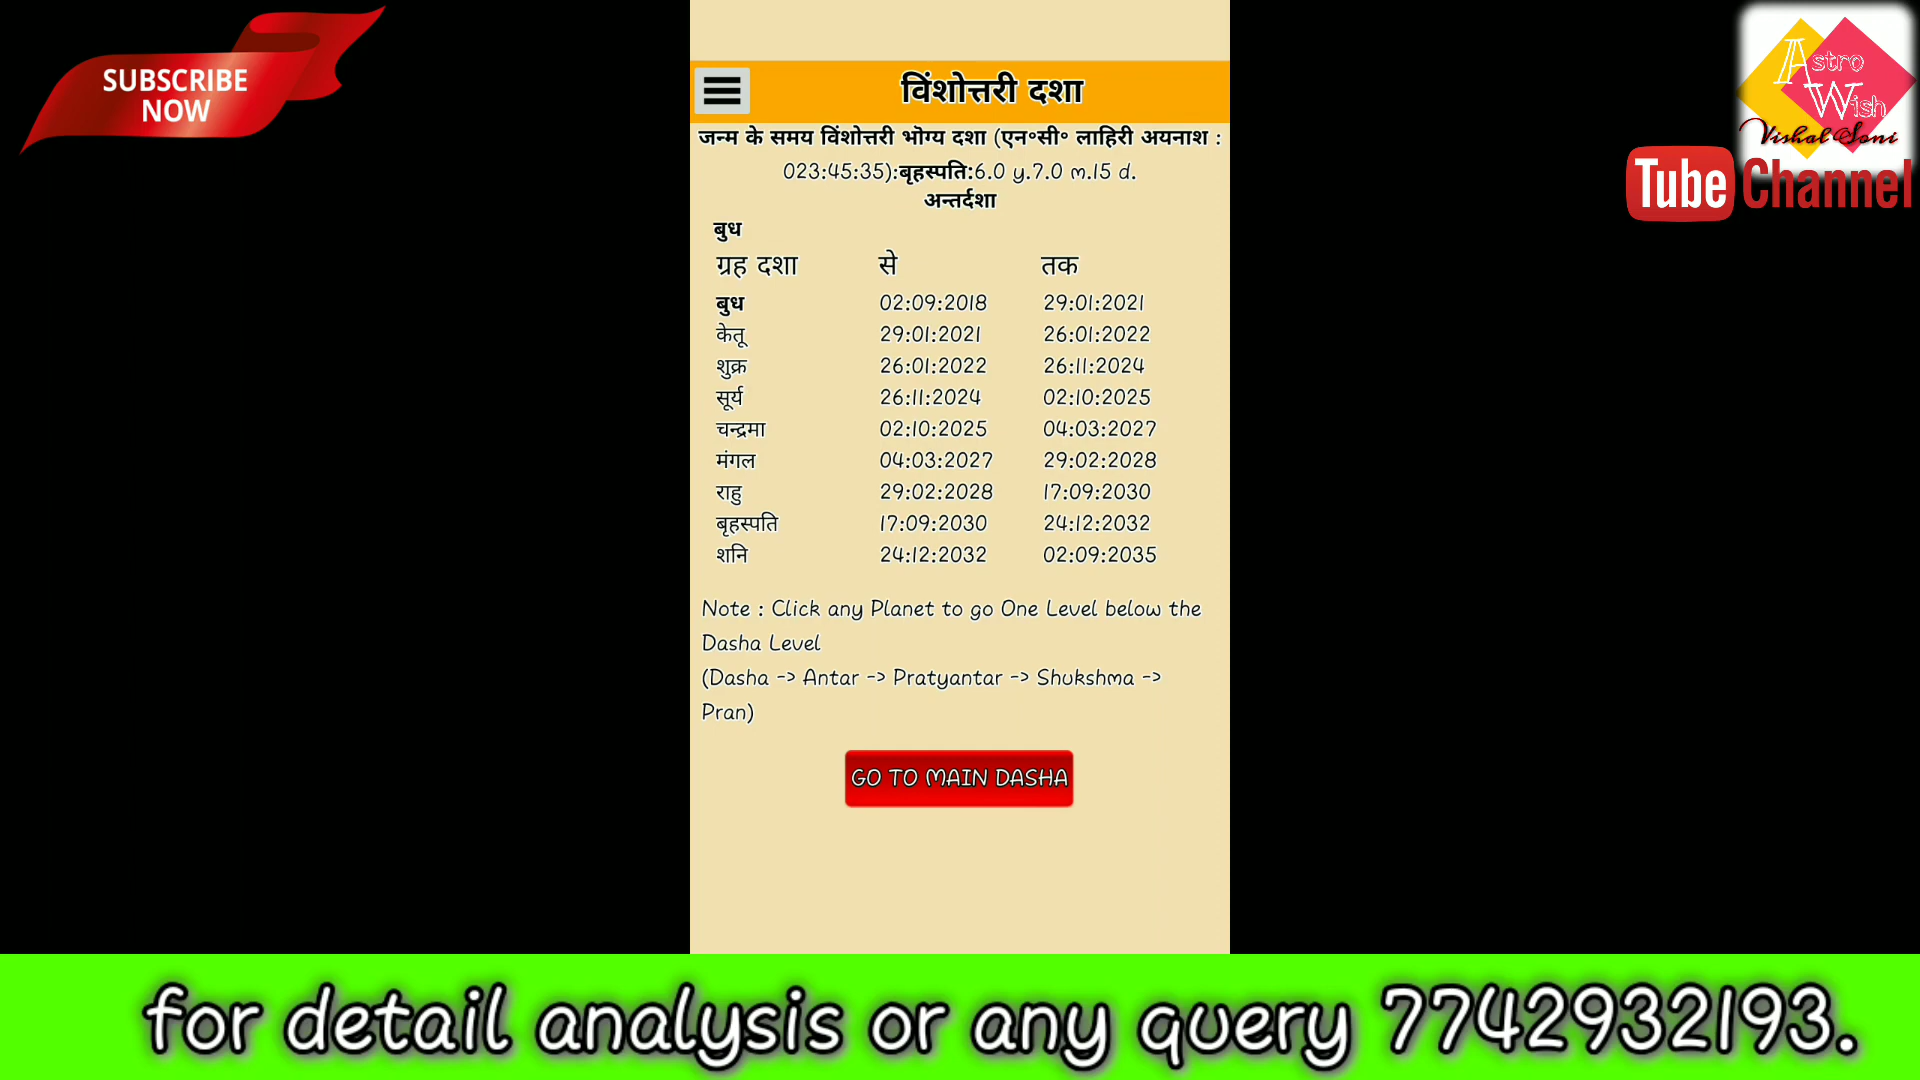 SUBSCRIBE
NOW
Astro
Wish
Vishal Soni
Tube Channel
विंशोत्तरी दशा
जन्म के समय विंशोत्तरी भॊग्य दशा (एन॰सी॰ लाहिरी अयनाश :
023:45:35):बृहस्पति:6.0 y.7.0 m.15 d.
अन्तर्दशा
बुध
ग्रह दशा से तक
बुध 02:09:2018 29:01:2021
केतू 29:01:2021 26:01:2022
शुक्र 26:01:2022 26:11:2024
सूर्य 26:11:2024 02:10:2025
चन्द्रमा 02:10:2025 04:03:2027
मंगल 04:03:2027 29:02:2028
राहु 29:02:2028 17:09:2030
बृहस्पति 17:09:2030 24:12:2032
शनि 24:12:2032 02:09:2035
Note : Click any Planet to go One Level below the
Dasha Level
(Dasha -> Antar -> Pratyantar -> Shukshma ->
Pran)
GO TO MAIN DASHA
for detail analysis or any query 7742932193.